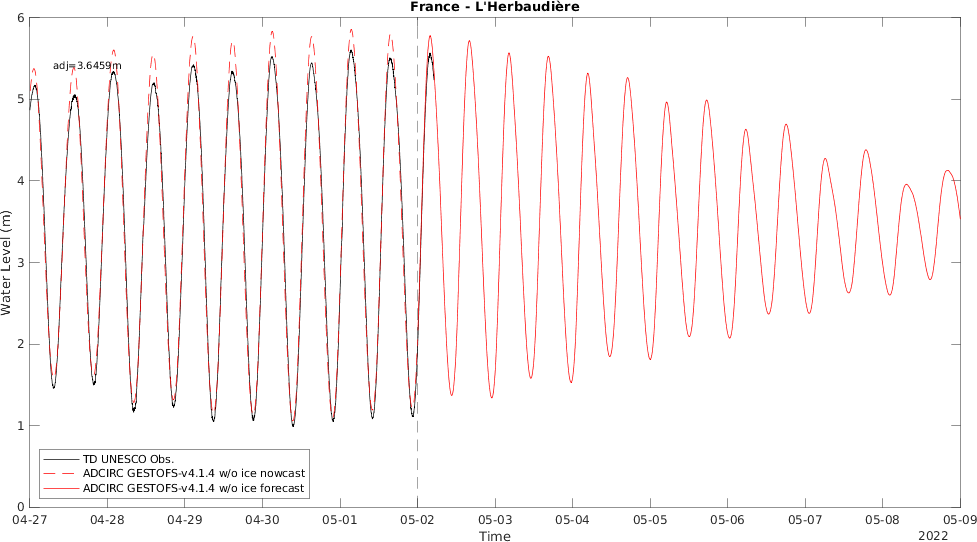 France - L'Herbaudière
adj=3.6459m
Water Level (m)
6
5
4
3
2
1
0
TD UNESCO Obs.
ADCIRC GESTOFS-v4.1.4 w/o ice nowcast
ADCIRC GESTOFS-v4.1.4 w/o ice forecast
04-27 04-28 04-29 04-30 05-01 05-02 05-03 05-04 05-05 05-06 05-07 05-08 05-09
Time
2022